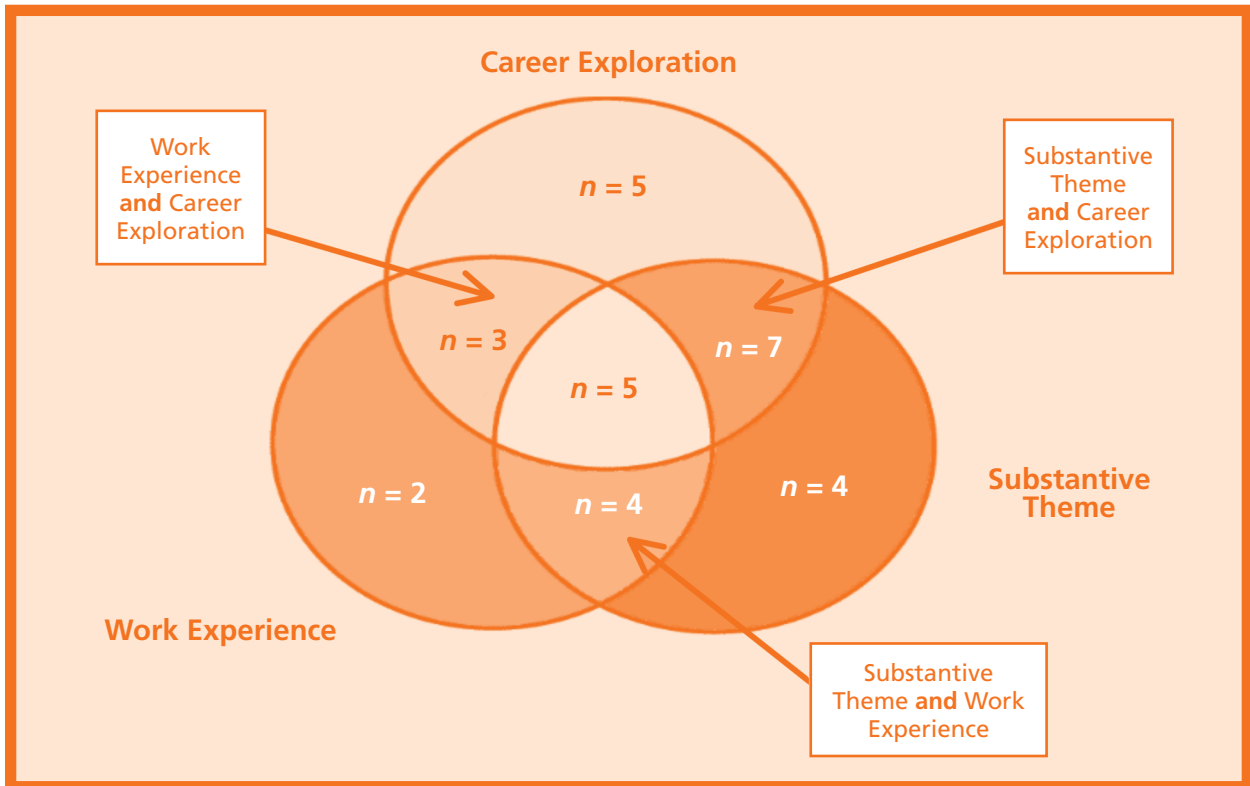 Career Exploration
Work
Experience
and Career
Exploration
Substantive
Theme
and Career
Exploration
n = 5
n = 3
n = 7
n = 5
n = 2
n = 4
n = 4
Substantive
Theme
Work Experience
Substantive
Theme and Work
Experience